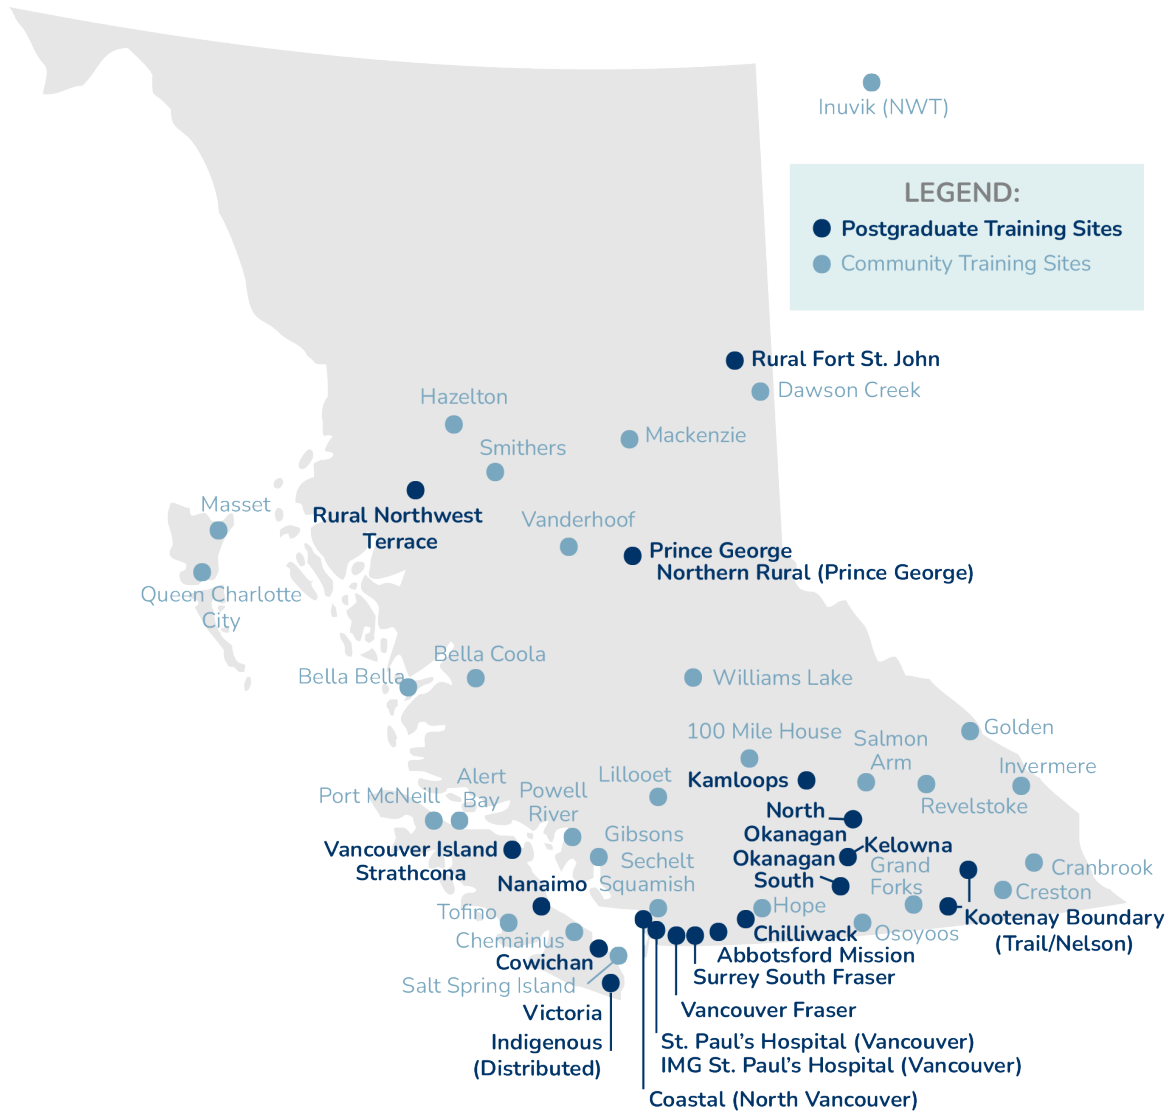 Inuvik (NWT)
LEGEND:
Postgraduate Training Sites
Community Training Sites
Rural Fort St. John
Dawson Creek
Hazelton
Mackenzie
Smithers
Masset
Rural Northwest
Terrace
Vanderhoof
Prince George
Northern Rural (Prince George)
Queen Charlotte
City
Bella Coola
Bella Bella
Williams Lake
100 Mile House
Golden
Salmon
Arm
Invermere
Lillooet
Kamloops
Alert
Bay
Port McNeill
Powell
River
Revelstoke
North
Okanagan
Gibsons
Kelowna
Vancouver Island
Strathcona
Sechelt
Squamish
Okanagan
South
Grand
Forks
Cranbrook
Creston
Nanaimo
Tofino
Hope
Kootenay Boundary
(Trail/Nelson)
Chemainus
Chilliwack
Osoyoos
Cowichan
Abbotsford Mission
Salt Spring Island
Surrey South Fraser
Victoria
Vancouver Fraser
Indigenous
(Distributed)
St. Paul's Hospital (Vancouver)
IMG St. Paul's Hospital (Vancouver)
Coastal (North Vancouver)